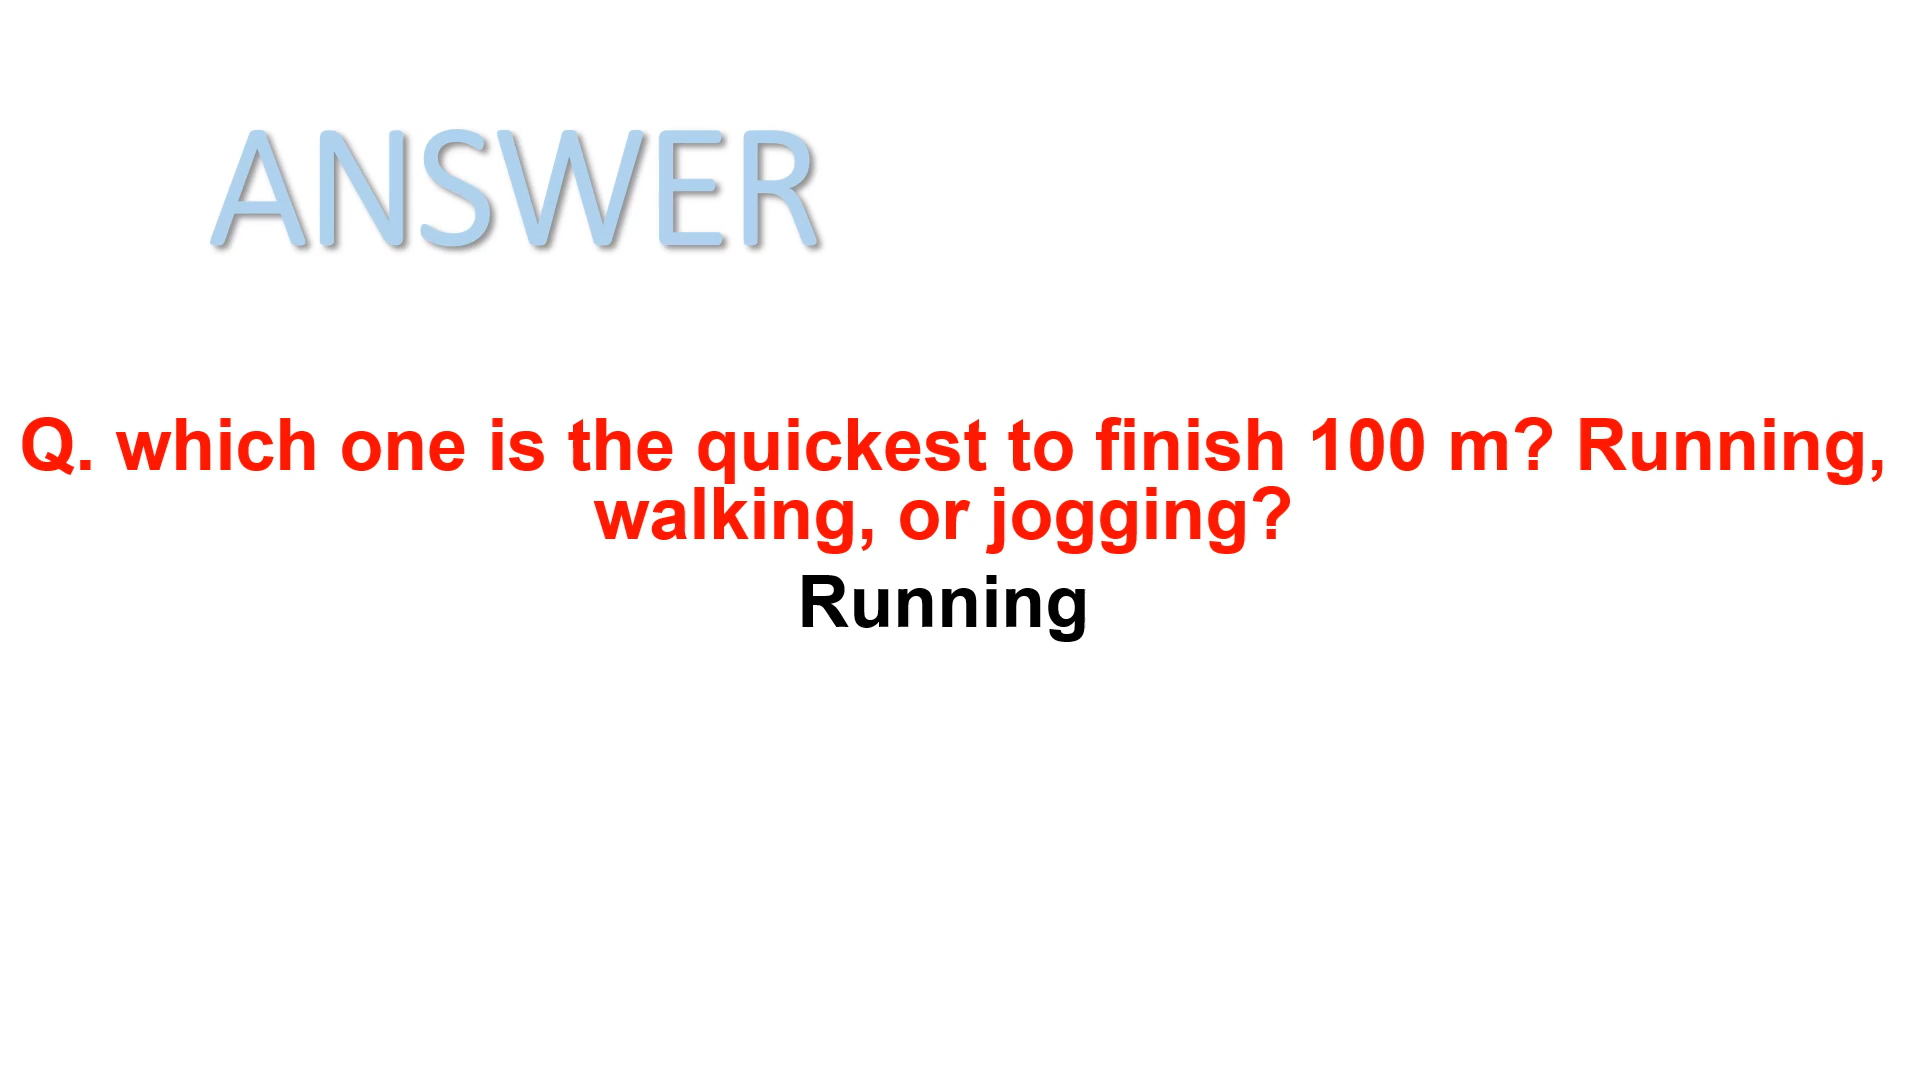 ANSWER
Q. which one is the quickest to finish 100 m? Running,
walking, or jogging?
Running